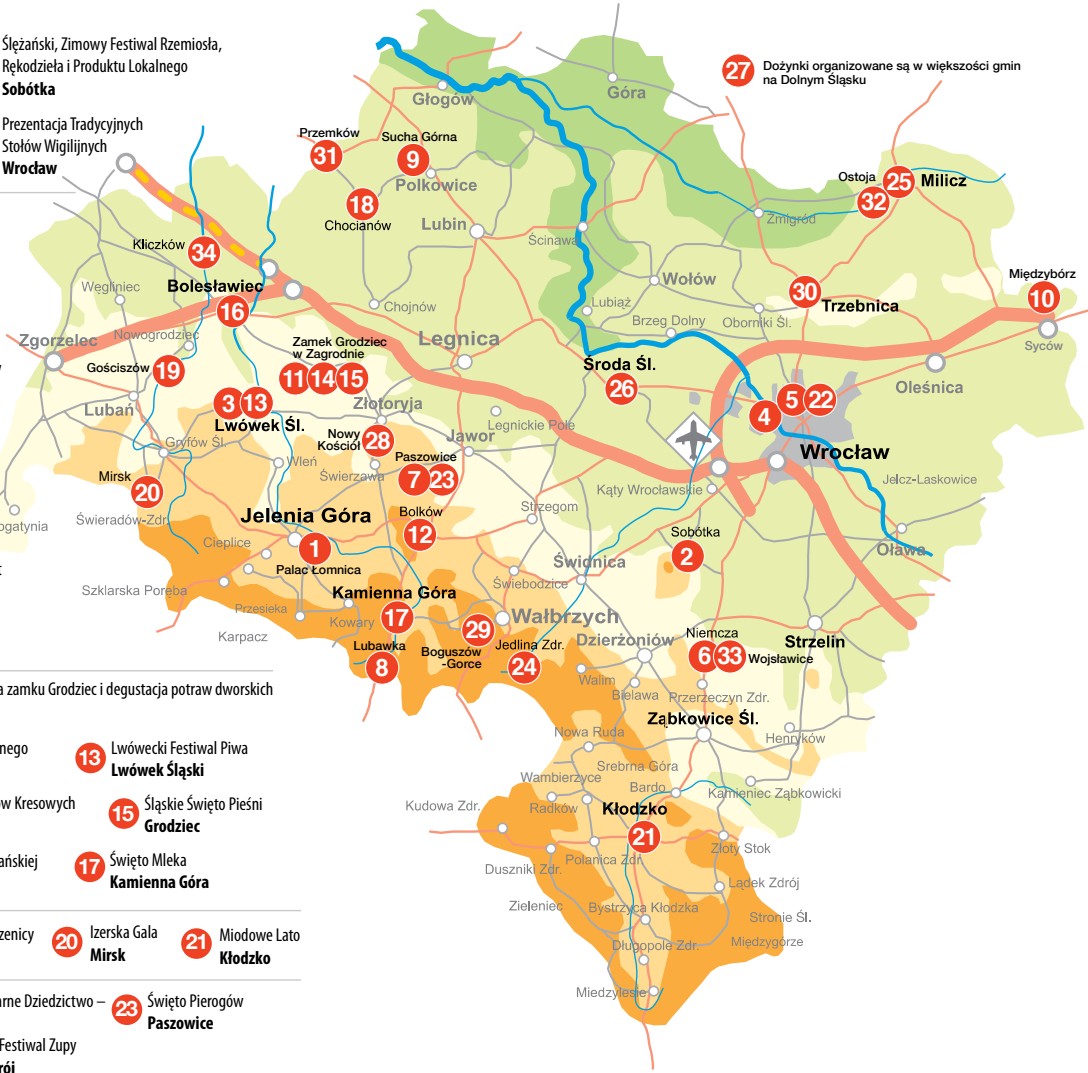 Ślężański, Zimowy Festiwal Rzemiosła,
Rękodzieła i Produktu Lokalnego
Sobótka
Prezentacja Tradycyjnych
Stołów Wigilijnych
Wrocław
27 Dożynki organizowane są w większości gmin
na Dolnym Śląsku
Głogów
Góra
Przemków
31
Sucha Górna
9
Polkowice
18
Chocianów
Lubin
Ścinawa
Ostoja
32
25
Milicz
Żmigród
Kliczków
34
Węgliniec
Bolesławiec
16
Chojnów
Wołów
Lubiąż
Brzeg Dolny
Oborniki Śl.
30
Trzebnica
Międzybórz
10
Syców
Zgorzelec
Nowogrodziec
Gościszów
19
Zamek Grodziec
w Zagrodnie
11 14 15
Legnica
Środa Śl.
26
Oleśnica
Lubań
3 13
Lwówek Śl.
Złotoryja
Legnickie Pole
4
5 22
Wrocław
Gryfów Śl.
Wleń
Nowy
Kościół
28
Świerzawa
Jawor
Paszowice
7 23
Kąty Wrocławskie
Jelcz-Laskowice
Mirsk
20
Świeradów-Zdr.
ogatynia
Jelenia Góra
1
Pałac Łomnica
Cieplice
Bolków
12
Strzegom
Sobótka
2
Oława
Szklarska Poręba
Przesieka
Karpacz
Kowary
Kamienna Góra
17
Świebodzice
Świdnica
Wałbrzych
Lubawka
8
29
Boguszów
-Gorce
Jedlina Zdr.
24
Dzierżoniów
Niemcza
6 33
Wojsławice
Strzelin
Walim
Bielawa
Przerzeczyn Zdr.
Ząbkowice Śl.
Henryków
Nowa Ruda
Srebrna Góra
Wambierzyce
Bardo
Kamieniec Ząbkowicki
Kudowa Zdr.
Radków
Kłodzko
21
Złoty Stok
Duszniki Zdr.
Polanica Zdr.
Lądek Zdrój
Zieleniec
Bystrzyca Kłodzka
Stronie Śl.
Międzygórze
Długopole Zdr.
Miedzylesie
a zamku Grodziec i degustacja potraw dworskich
nego
13 Lwówecki Festiwal Piwa
Lwówek Śląski
ów Kresowych
15 Śląskie Święto Pieśni
Grodziec
ańskiej
17 Święto Mleka
Kamienna Góra
zenicy
20 Izerska Gala
Mirsk
21 Miodowe Lato
Kłodzko
arne Dziedzictwo –
23 Święto Pierogów
Paszowice
Festiwal Zupy
rój